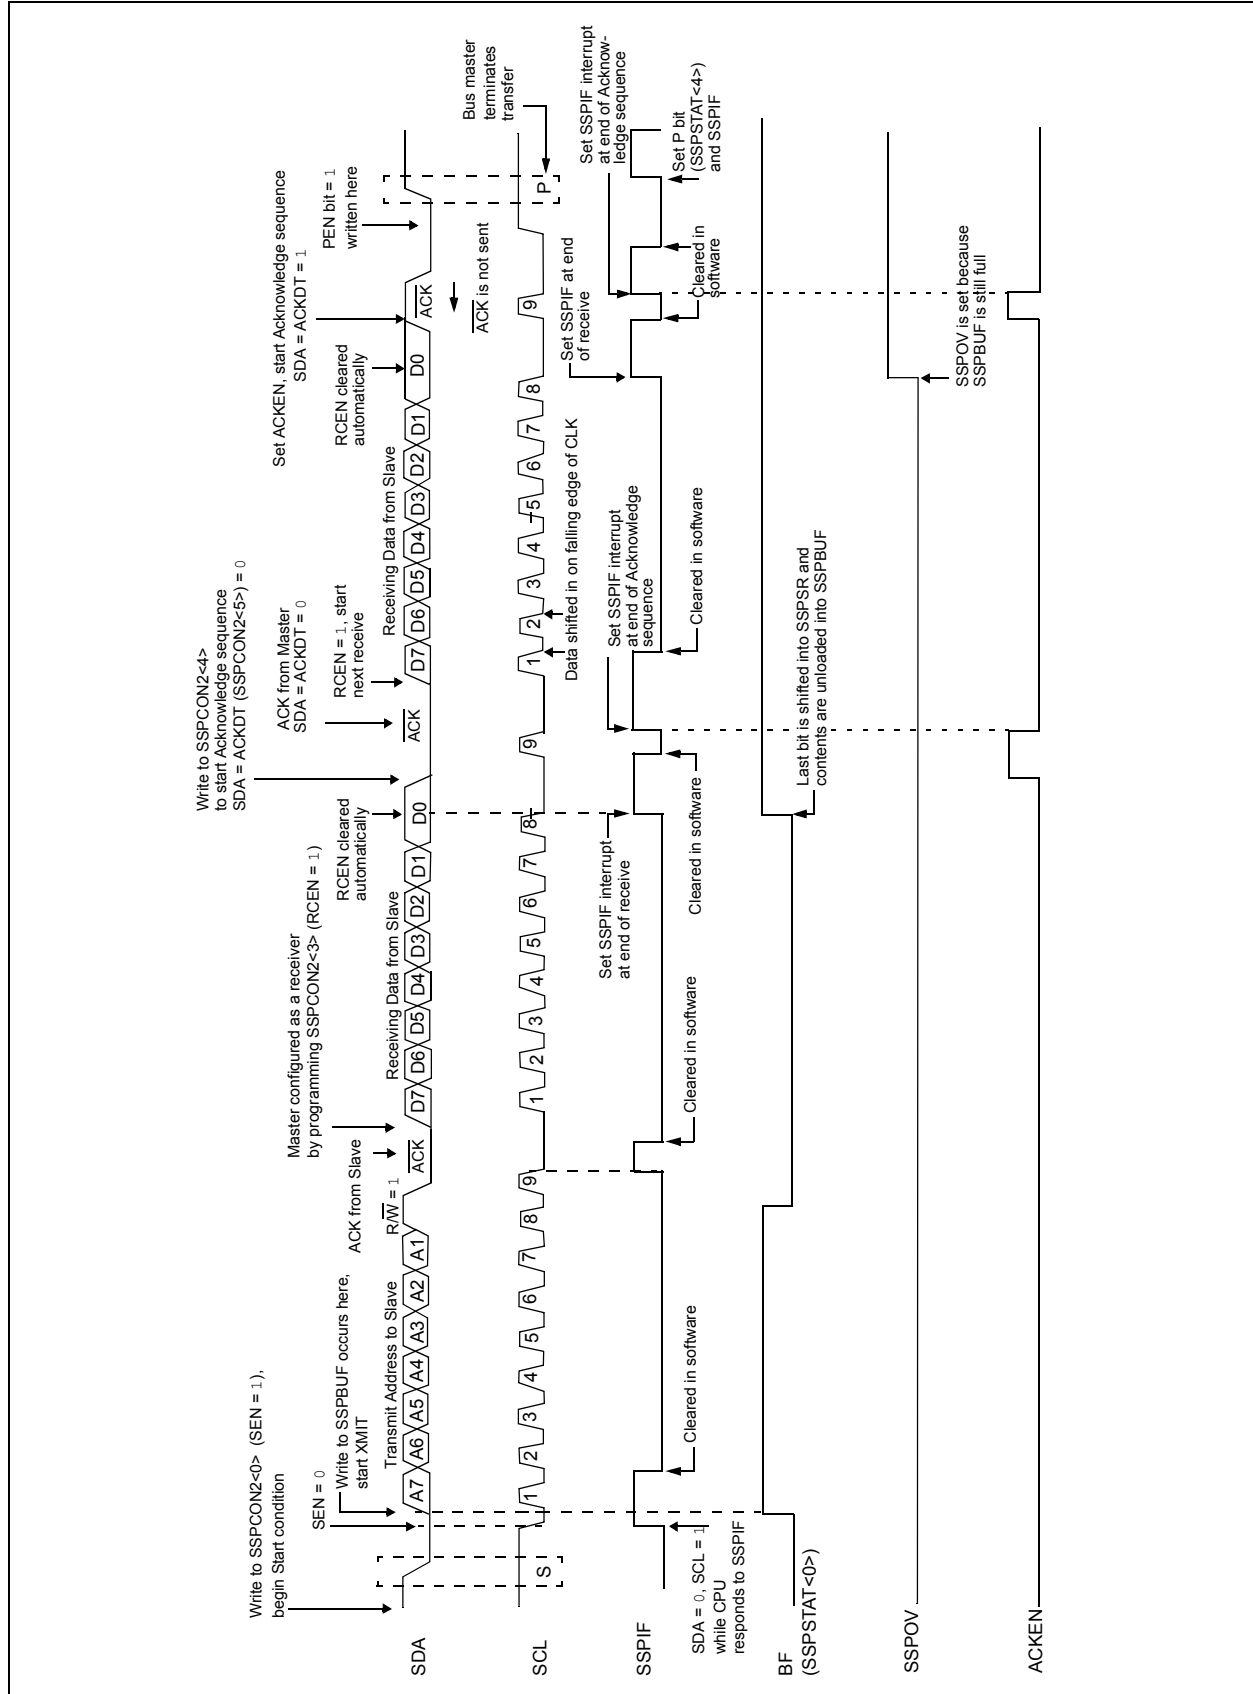 Write to SSPCON2<0> (SEN = 1),
begin Start condition
SEN = 0
Write to SSPBUF occurs here,
start XMIT
Transmit Address to Slave
R/W = 1
ACK from Slave
Master configured as a receiver
by programming SSPCON2<3> (RCEN = 1)
Receiving Data from Slave
RCEN cleared
automatically
Write to SSPCON2<4>
to start Acknowledge sequence
SDA = ACKDT (SSPCON2<5>) = 0
ACK from Master
SDA = ACKDT = 0
RCEN = 1, start
next receive
Receiving Data from Slave
RCEN cleared
automatically
Set ACKEN, start Acknowledge sequence
SDA = ACKDT = 1
PEN bit = 1
written here
SDA
A7 A6 A5 A4 A3 A2 A1 ACK D7 D6 D5 D4 D3 D2 D1 D0 ACK D7 D6 D5 D4 D3 D2 D1 D0 ACK
ACK is not sent
Bus master
terminates
transfer
SCL
S 1 2 3 4 5 6 7 8 9 1 2 3 4 5 6 7 8 9 1 2 3 4 5 6 7 8 9 P
Data shifted in on falling edge of CLK
SSPIF
Set SSPIF interrupt
at end of receive
Set SSPIF interrupt
at end of Acknowledge
sequence
Set SSPIF at end
of receive
Set SSPIF interrupt
at end of Acknow-
ledge sequence
SDA = 0, SCL = 1
while CPU
responds to SSPIF
Cleared in software
Cleared in software
Cleared in software
Cleared in software
Cleared in
software
Set P bit
(SSPSTAT<4>)
and SSPIF
BF
(SSPSTAT<0>)
Last bit is shifted into SSPSR and
contents are unloaded into SSPBUF
SSPOV
SSPOV is set because
SSPBUF is still full
ACKEN